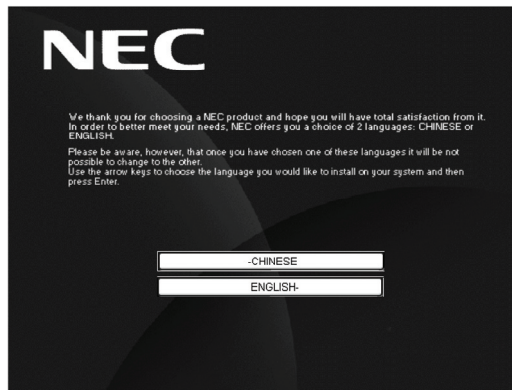 NEC
We thank you for choosing a NEC product and hope you will have total satisfaction from it.
In order to better meet your needs, NEC offers you a choice of 2 languages: CHINESE or
ENGLISH.
Please be aware, however, that once you have chosen one of these languages it will be not
possible to change to the other.
Use the arrow keys to choose the language you would like to install on your system and then
press Enter.
-CHINESE
ENGLISH-